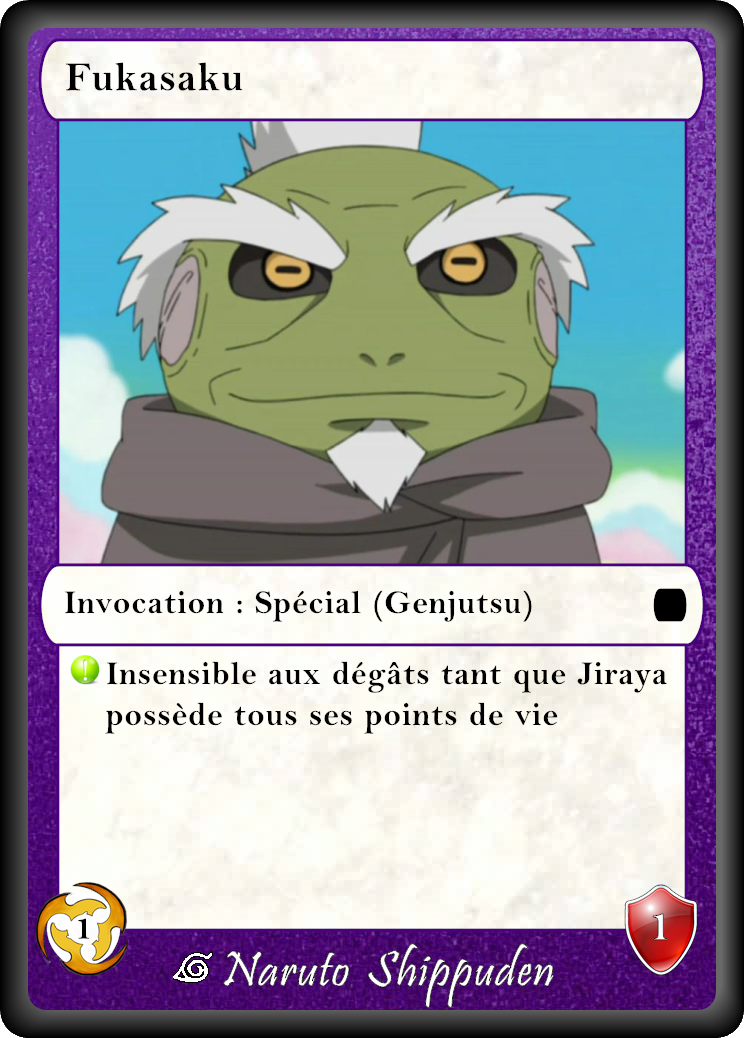 Fukasaku
Invocation : Spécial (Genjutsu)
Insensible aux dégâts tant que Jiraya
possède tous ses points de vie
1
1
Naruto Shippuden